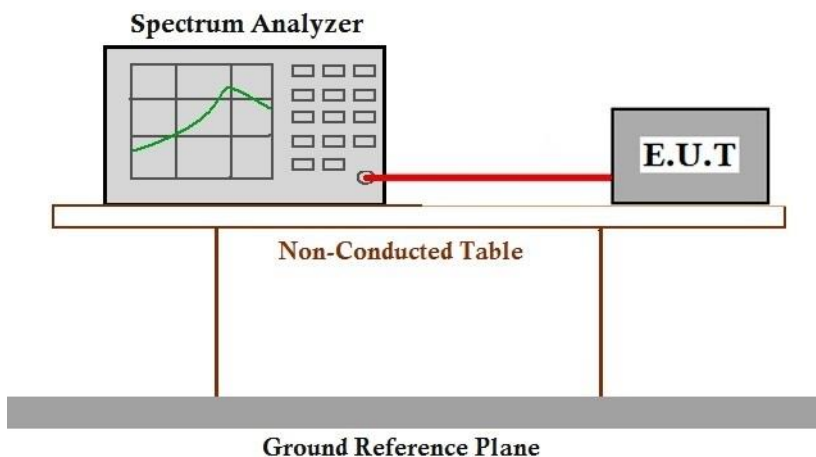 Spectrum Analyzer
E.U.T
Non-Conducted Table
Ground Reference Plane